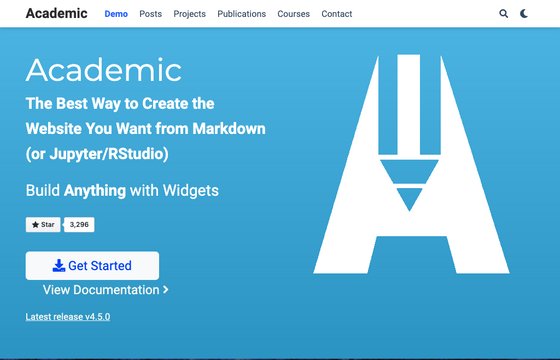 Academic Demo Posts Projects Publications Courses Contact
Academic
The Best Way to Create the
Website You Want from Markdown
(or Jupyter/RStudio)
Build Anything with Widgets
Star 3,296
Get Started
View Documentation
Latest release v4.5.0